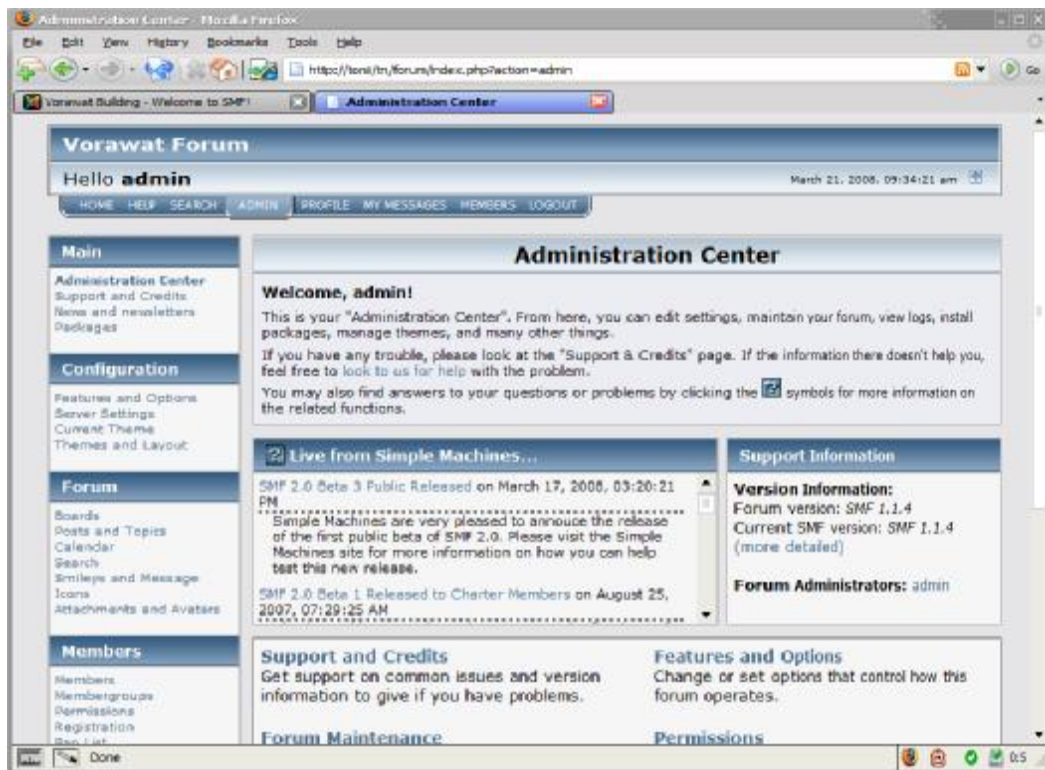 Administration Center - Mozilla Firefox
File Edit View History Bookmarks Tools Help
http://toni/tn/forum/index.php?action=admin
Go
Vorawat Building - Welcome to SMF!
Administration Center
Vorawat Forum
Hello admin
March 21, 2008, 09:34:21 am
HOME HELP SEARCH ADMIN PROFILE MY MESSAGES MEMBERS LOGOUT
Main
Administration Center
Support and Credits
News and newsletters
Packages
Configuration
Features and Options
Server Settings
Current Theme
Themes and Layout
Forum
Boards
Posts and Topics
Calendar
Search
Smileys and Message
Icons
Attachments and Avatars
Members
Members
Membergroups
Permissions
Registration
Ban List
Administration Center
Welcome, admin!
This is your "Administration Center". From here, you can edit settings, maintain your forum, view logs, install
packages, manage themes, and many other things.
If you have any trouble, please look at the "Support & Credits" page. If the information there doesn't help you,
feel free to look to us for help with the problem.
You may also find answers to your questions or problems by clicking the ? symbols for more information on
the related functions.
? Live from Simple Machines...
SMF 2.0 Beta 3 Public Released on March 17, 2008, 03:20:21
PM
Simple Machines are very pleased to annouce the release
of the first public beta of SMF 2.0. Please visit the Simple
Machines site for more information on how you can help
test this new release.
SMF 2.0 Beta 1 Released to Charter Members on August 25,
2007, 07:29:25 AM
Support Information
Version Information:
Forum version: SMF 1.1.4
Current SMF version: SMF 1.1.4
(more detailed)
Forum Administrators: admin
Support and Credits
Get support on common issues and version
information to give if you have problems.
Features and Options
Change or set options that control how this
forum operates.
Forum Maintenance
Permissions
Done
0:5